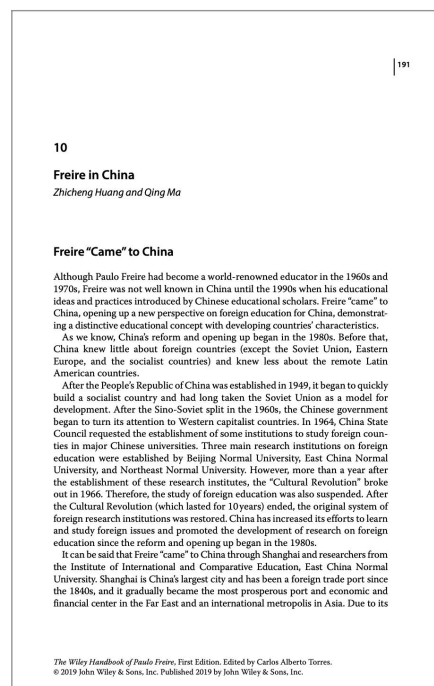 191
10
Freire in China
Zhicheng Huang and Qing Ma
Freire “Came” to China
Although Paulo Freire had become a world-renowned educator in the 1960s and
1970s, Freire was not well known in China until the 1990s when his educational
ideas and practices introduced by Chinese educational scholars. Freire “came” to
China, opening up a new perspective on foreign education for China, demonstrat-
ing a distinctive educational concept with developing countries’ characteristics.
As we know, China’s reform and opening up began in the 1980s. Before that,
China knew little about foreign countries (except the Soviet Union, Eastern
Europe, and the socialist countries) and knew less about the remote Latin
American countries.
After the People’s Republic of China was established in 1949, it began to quickly
build a socialist country and had long taken the Soviet Union as a model for
development. After the Sino-Soviet split in the 1960s, the Chinese government
began to turn its attention to Western capitalist countries. In 1964, China State
Council requested the establishment of some institutions to study foreign coun-
ties in major Chinese universities. Three main research institutions on foreign
education were established by Beijing Normal University, East China Normal
University, and Northeast Normal University. However, more than a year after
the establishment of these research institutes, the “Cultural Revolution” broke
out in 1966. Therefore, the study of foreign education was also suspended. After
the Cultural Revolution (which lasted for 10 years) ended, the original system of
foreign research institutions was restored. China has increased its efforts to learn
and study foreign issues and promoted the development of research on foreign
education since the reform and opening up began in the 1980s.
It can be said that Freire “came” to China through Shanghai and researchers from
the Institute of International and Comparative Education, East China Normal
University. Shanghai is China’s largest city and has been a foreign trade port since
the 1840s, and it gradually became the most prosperous port and economic and
financial center in the Far East and an international metropolis in Asia. Due to its
The Wiley Handbook of Paulo Freire, First Edition. Edited by Carlos Alberto Torres.
© 2019 John Wiley & Sons, Inc. Published 2019 by John Wiley & Sons, Inc.